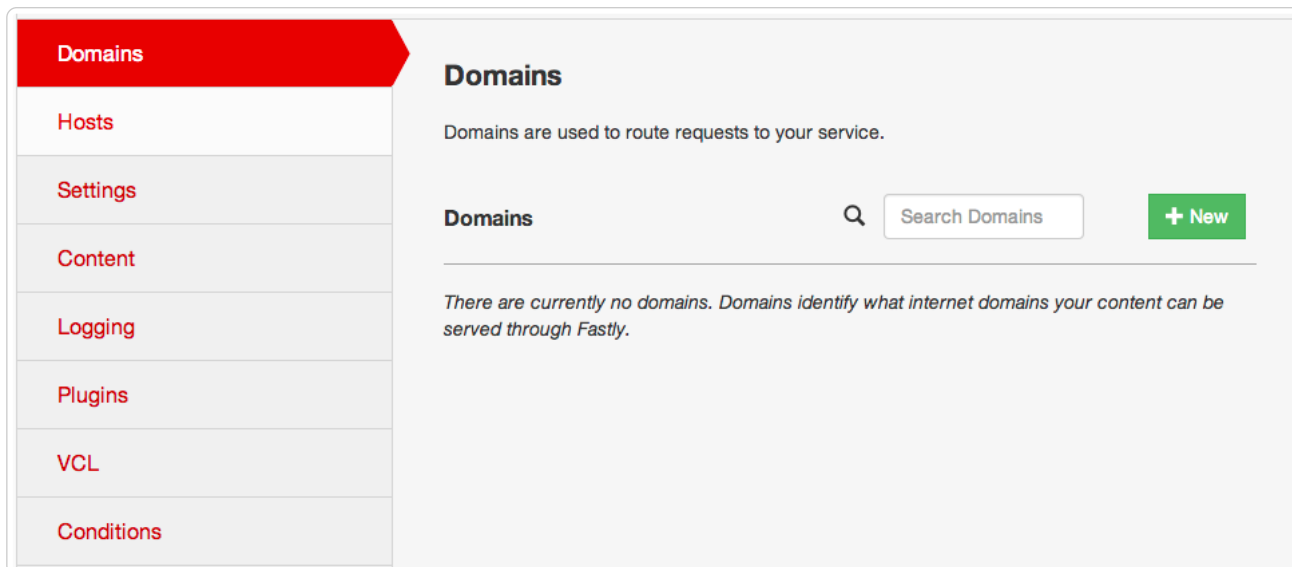 Domains
Hosts
Settings
Content
Logging
Plugins
VCL
Conditions
Domains
Domains are used to route requests to your service.
Domains
Search Domains
New
There are currently no domains. Domains identify what internet domains your content can be
served through Fastly.